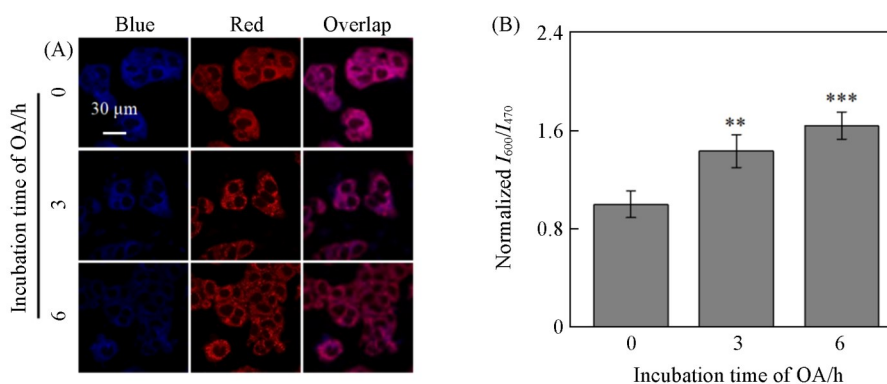 Blue Red Overlap
(A)
Incubation time of OA/h
0
30 μm
3
6
(B)
Normalized I600/I470
2.4
1.6
0.8
0
** ***
0 3 6
Incubation time of OA/h